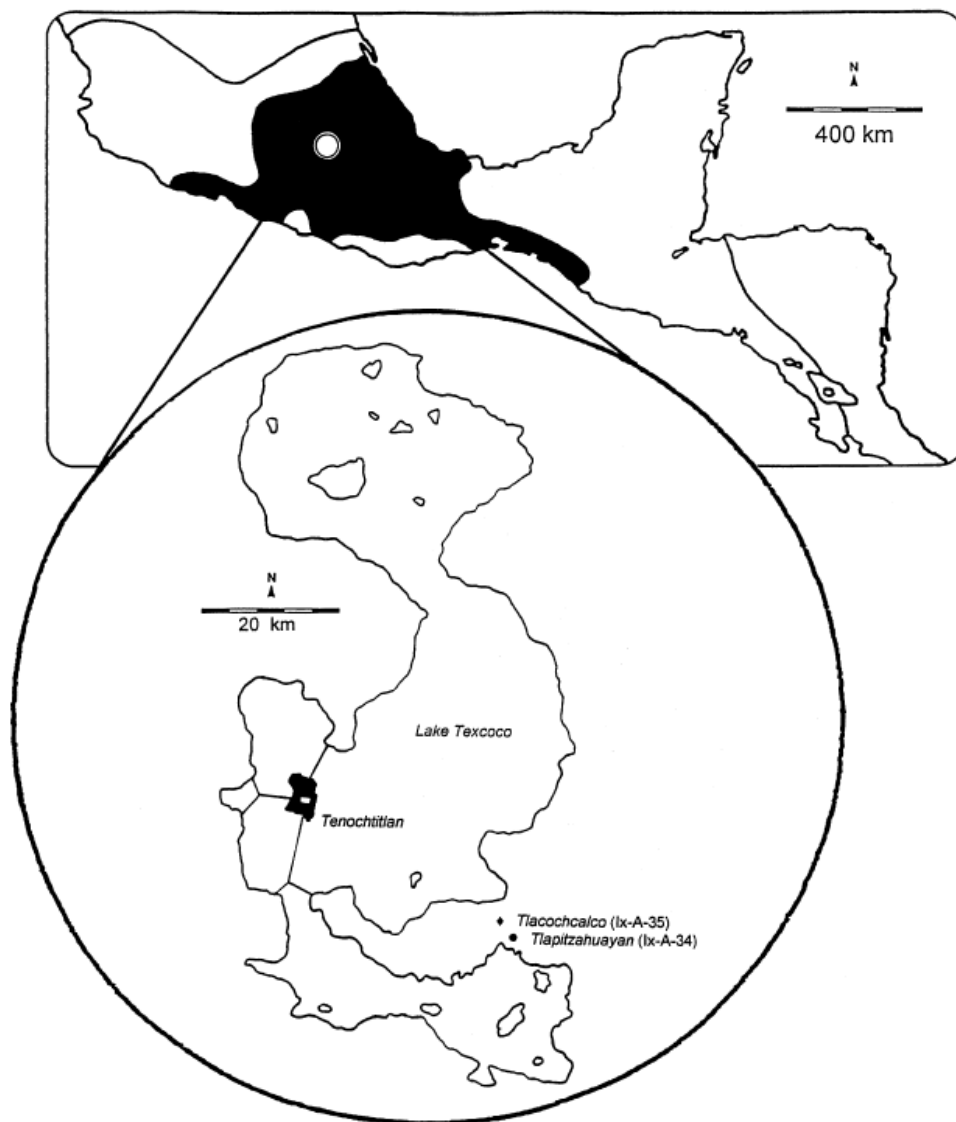 N
400 km
N
20 km
Lake Texcoco
Tenochtitlan
Tlacochcalco (Ix-A-35)
Tlapitzahuayan (Ix-A-34)